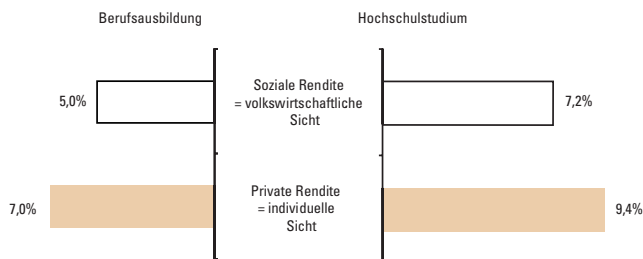 Berufsausbildung
Hochschulstudium
Soziale Rendite
= volkswirtschaftliche
Sicht
5,0%
7,2%
Private Rendite
= individuelle
Sicht
7,0%
9,4%